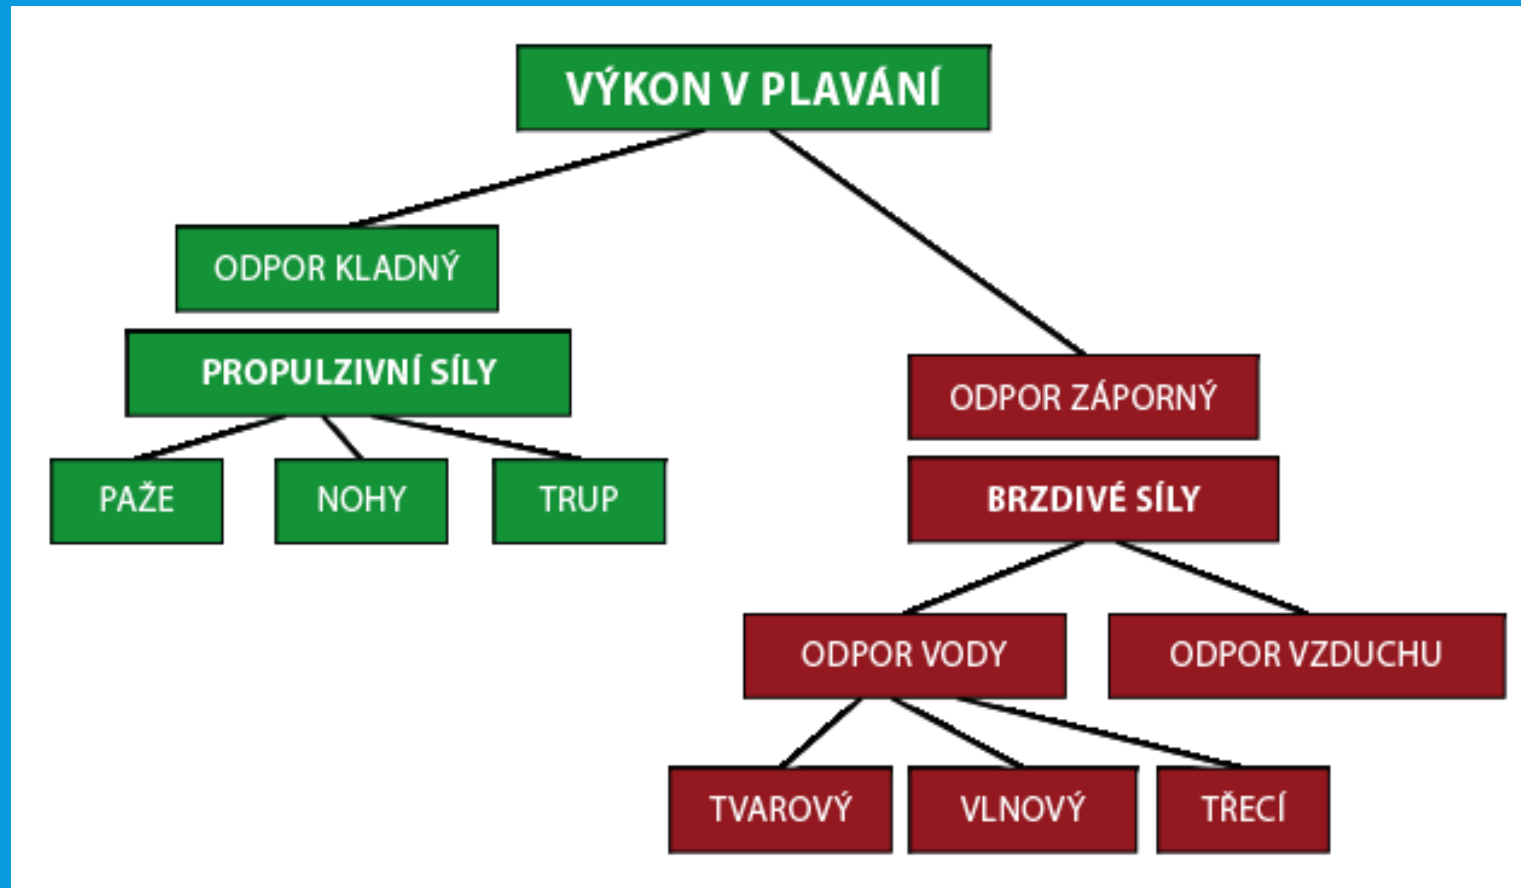 VÝKON V PLAVÁNÍ
ODPOR KLADNÝ
PROPULZIVNÍ SÍLY
PAŽE
NOHY
TRUP
ODPOR ZÁPORNÝ
BRZDIVÉ SÍLY
ODPOR VODY
ODPOR VZDUCHU
TVAROVÝ
VLNOVÝ
TŘECÍ